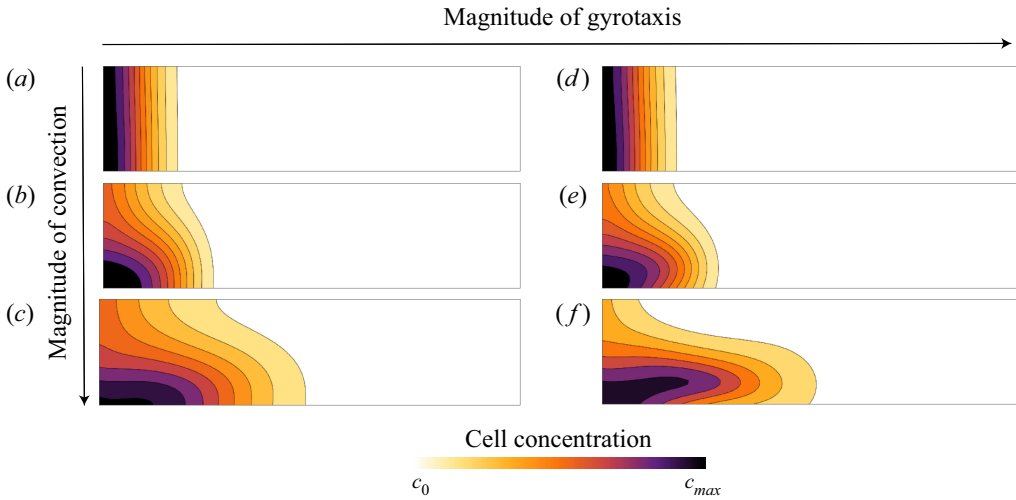 Magnitude of gyrotaxis
Magnitude of convection
(a)
(d)
(b)
(e)
(c)
(f)
Cell concentration
c0
cmax